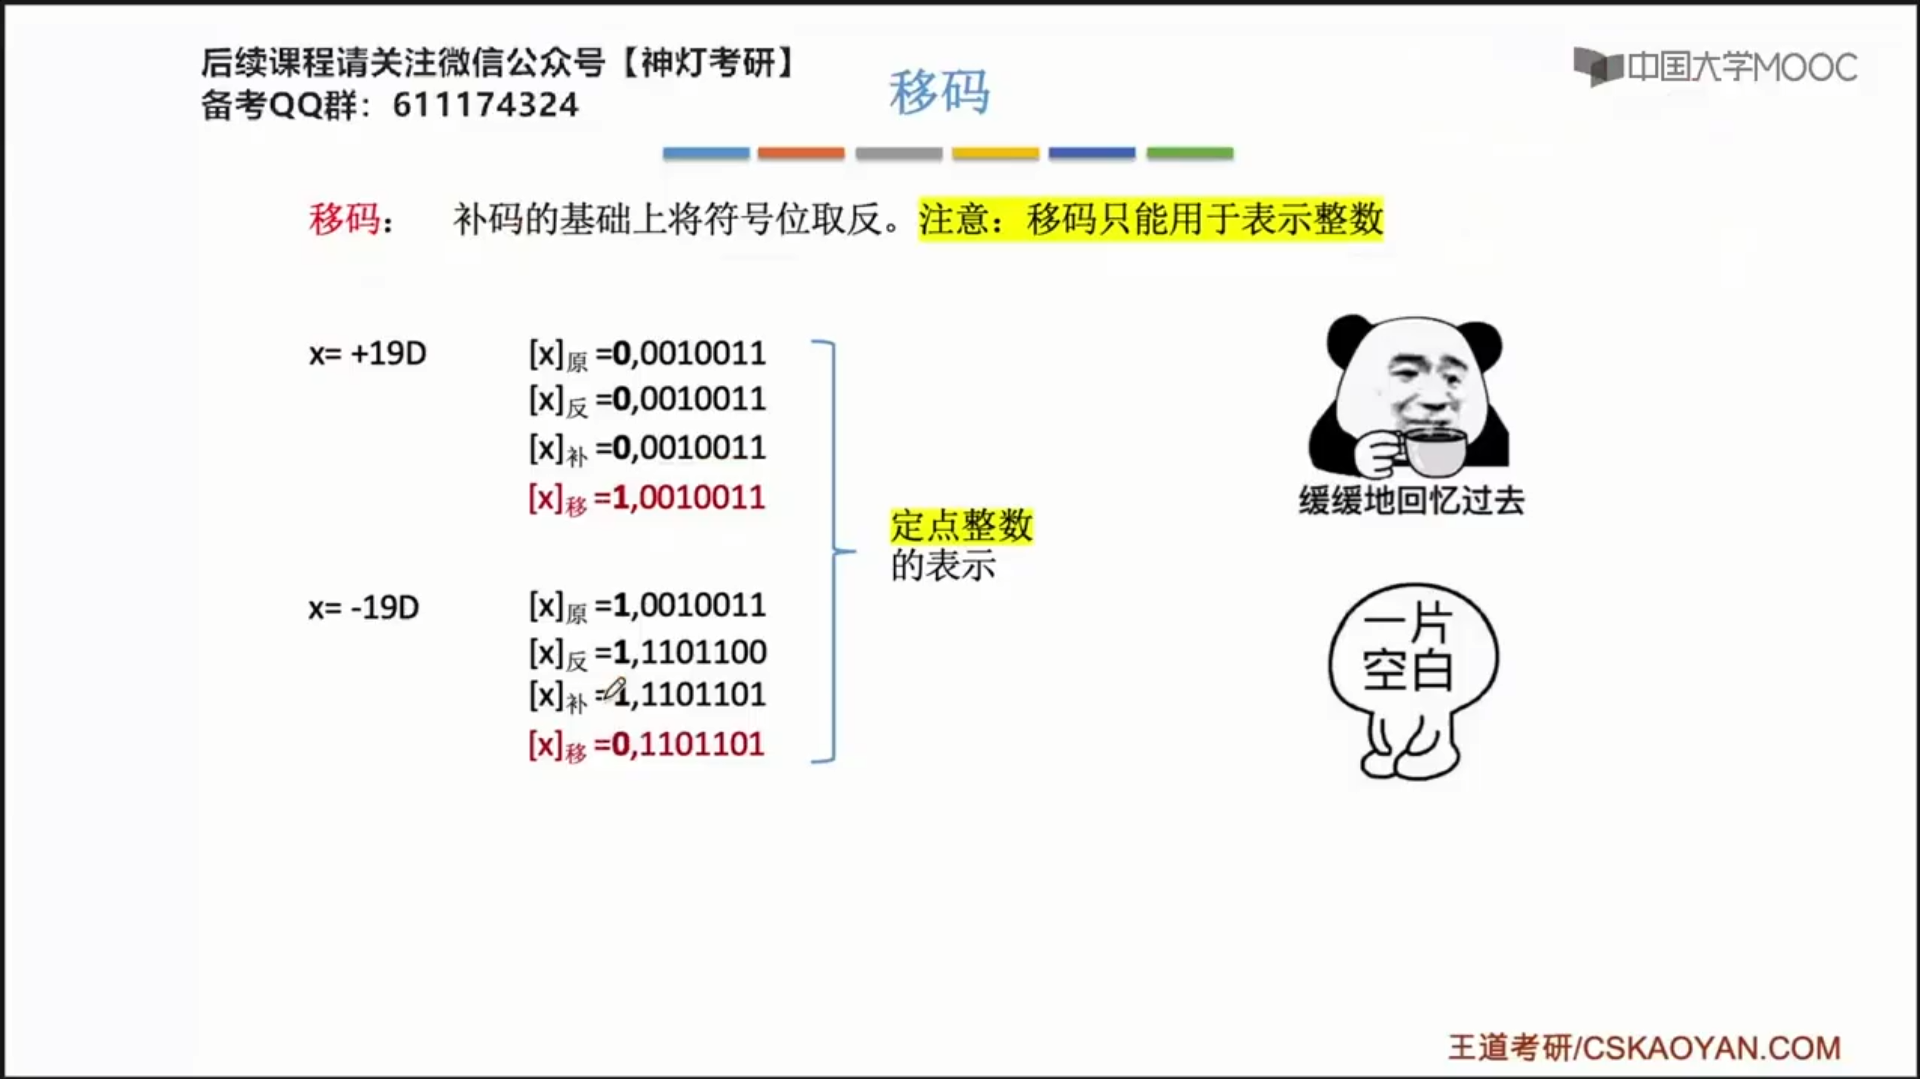 后续课程请关注微信公众号【神灯考研】
备考QQ群：611174324
移码
中国大学MOOC
移码： 补码的基础上将符号位取反。注意：移码只能用于表示整数
x= +19D
[x]原 =0,0010011
[x]反 =0,0010011
[x]补 =0,0010011
[x]移 =1,0010011
x= -19D
[x]原 =1,0010011
[x]反 =1,1101100
[x]补 =1,1101101
[x]移 =0,1101101
定点整数
的表示
缓缓地回忆过去
一片
空白
王道考研/CSKAOYAN.COM